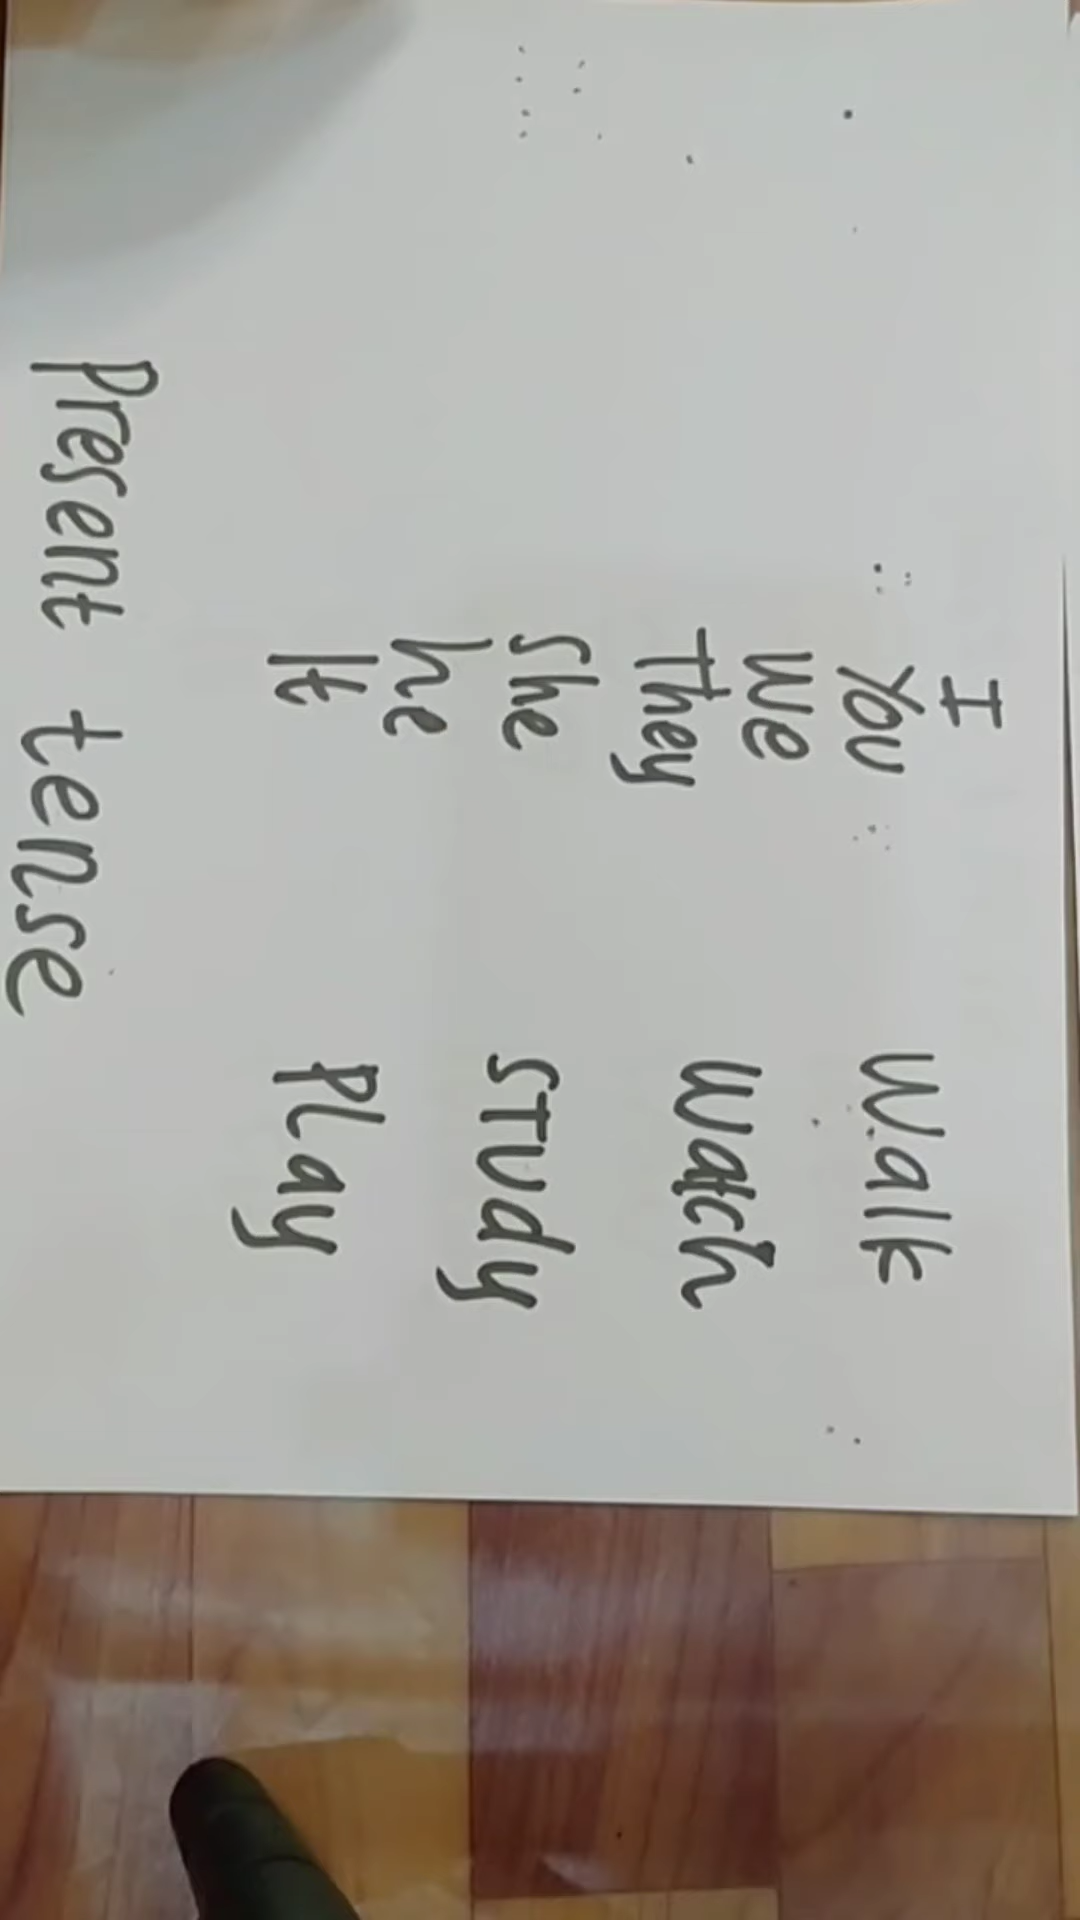 I
You
We
They
She
he
It
Walk
Watch
STUdy
PLay
Present tense